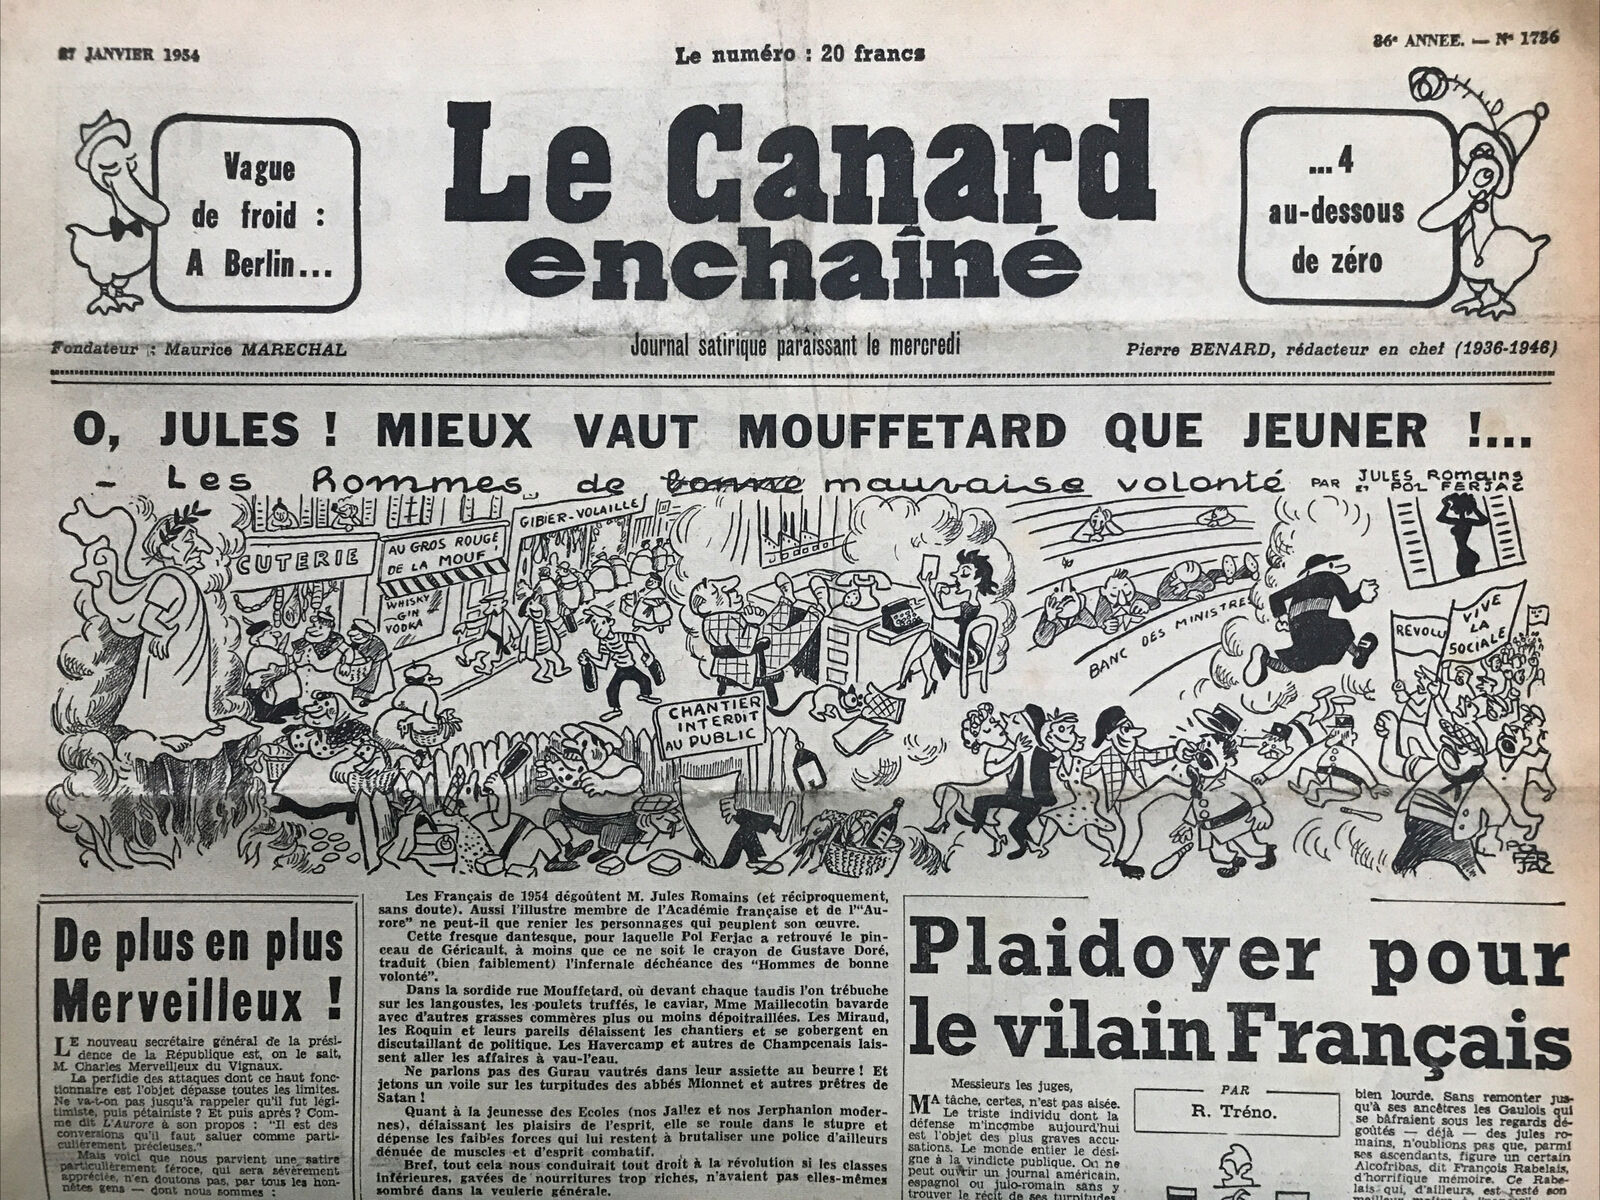 27 JANVIER 1954
Le numéro : 20 francs
36e ANNEE. — No 1736
Vague
de froid :
A Berlin...
Le Canard
enchaîné
...4
au-dessous
de zéro
Fondateur : Maurice MARECHAL
Journal satirique paraissant le mercredi
Pierre BENARD, rédacteur en chef (1936-1946)
O, JULES ! MIEUX VAUT MOUFFETARD QUE JEUNER !...
- Les Hommes de bonne mauvaise volonté PAR JULES Romains
ET POL FERJAC
CUTERIE
AU GROS ROUGE
DE LA MOUF !
WHISKY
GIN
VODKA
GIBIER-VOLAILLE
CHANTIER
INTERDIT
AU PUBLIC
BANC DES MINISTRES
REVOLU
VIVE
LA
SOCIALE
POL
FERJAC
De plus en plus
Merveilleux !
LE nouveau secrétaire général de la prési-
dence de la République est, on le sait,
M. Charles Merveilleux du Vignaux.
La perfidie des attaques dont ce haut fonc-
tionnaire est l'objet dépasse toutes les limites.
Ne va-t-on pas jusqu'à rappeler qu'il fut légi-
timiste, puis pétainiste ? Et puis après ? Com-
me dit L'Aurore à son propos : "Il est des
conversions qu'il faut saluer comme parti-
culièrement précieuses."
Mais voici que nous parvient une satire
particulièrement féroce, qui sera sévèrement
appréciée, n'en doutons pas, par tous les hon-
nêtes gens — dont nous sommes :
Les Français de 1954 dégoûtent M. Jules Romains (et réciproquement,
sans doute). Aussi l'illustre membre de l'Académie française et de l'"Au-
rore" ne peut-il que renier les personnages qui peuplent son œuvre.
Cette fresque dantesque, pour laquelle Pol Ferjac a retrouvé le pin-
ceau de Géricault, à moins que ce ne soit le crayon de Gustave Doré,
traduit (bien faiblement) l'infernale déchéance des "Hommes de bonne
volonté".
Dans la sordide rue Mouffetard, où devant chaque taudis l'on trébuche
sur les langoustes, les poulets truffés, le caviar, Mme Maillecotin bavarde
avec d'autres grasses commères plus ou moins dépoitraillées. Les Miraud,
les Roquin et leurs pareils délaissent les chantiers et se gobergent en
discutaillant de politique. Les Havercamp et autres de Champcenais lais-
sent aller les affaires à vau-l'eau.
Ne parlons pas des Gurau vautrés dans leur assiette au beurre ! Et
jetons un voile sur les turpitudes des abbés Mionnet et autres prêtres de
Satan !
Quant à la jeunesse des Ecoles (nos Jallez et nos Jerphanion moder-
nes), délaissant les plaisirs de l'esprit, elle se roule dans le stupre et
dépense les faibles forces qui lui restent à brutaliser une police d'ailleurs
dénuée de muscles et d'esprit combatif.
Bref, tout cela nous conduirait tout droit à la révolution si les classes
inférieures, gavées de nourritures trop riches, n'avaient pas elles-mêmes
sombré dans la veulerie générale.
Plaidoyer pour
le vilain Français
PAR
R. Tréno.
Messieurs les juges,
MA tâche, certes, n'est pas aisée.
Le triste individu dont la
défense m'incombe aujourd'hui
est l'objet des plus graves accu-
sations. Le monde entier le dési-
gne à la vindicte publique. On ne
peut ouvrir un journal américain,
espagnol ou julo-romain sans y
trouver le récit de ses turpitudes.
bien lourde. Sans remonter jus-
qu'à ses ancêtres les Gaulois qui
se bâfraient sous les regards dé-
goûtés — déjà — des jules ro-
mains, n'oublions pas que, parmi
ses ascendants, figure un certain
Alcofribas, dit François Rabelais,
d'horrifique mémoire. Ce Rabe-
lais qui, d'ailleurs, est resté son